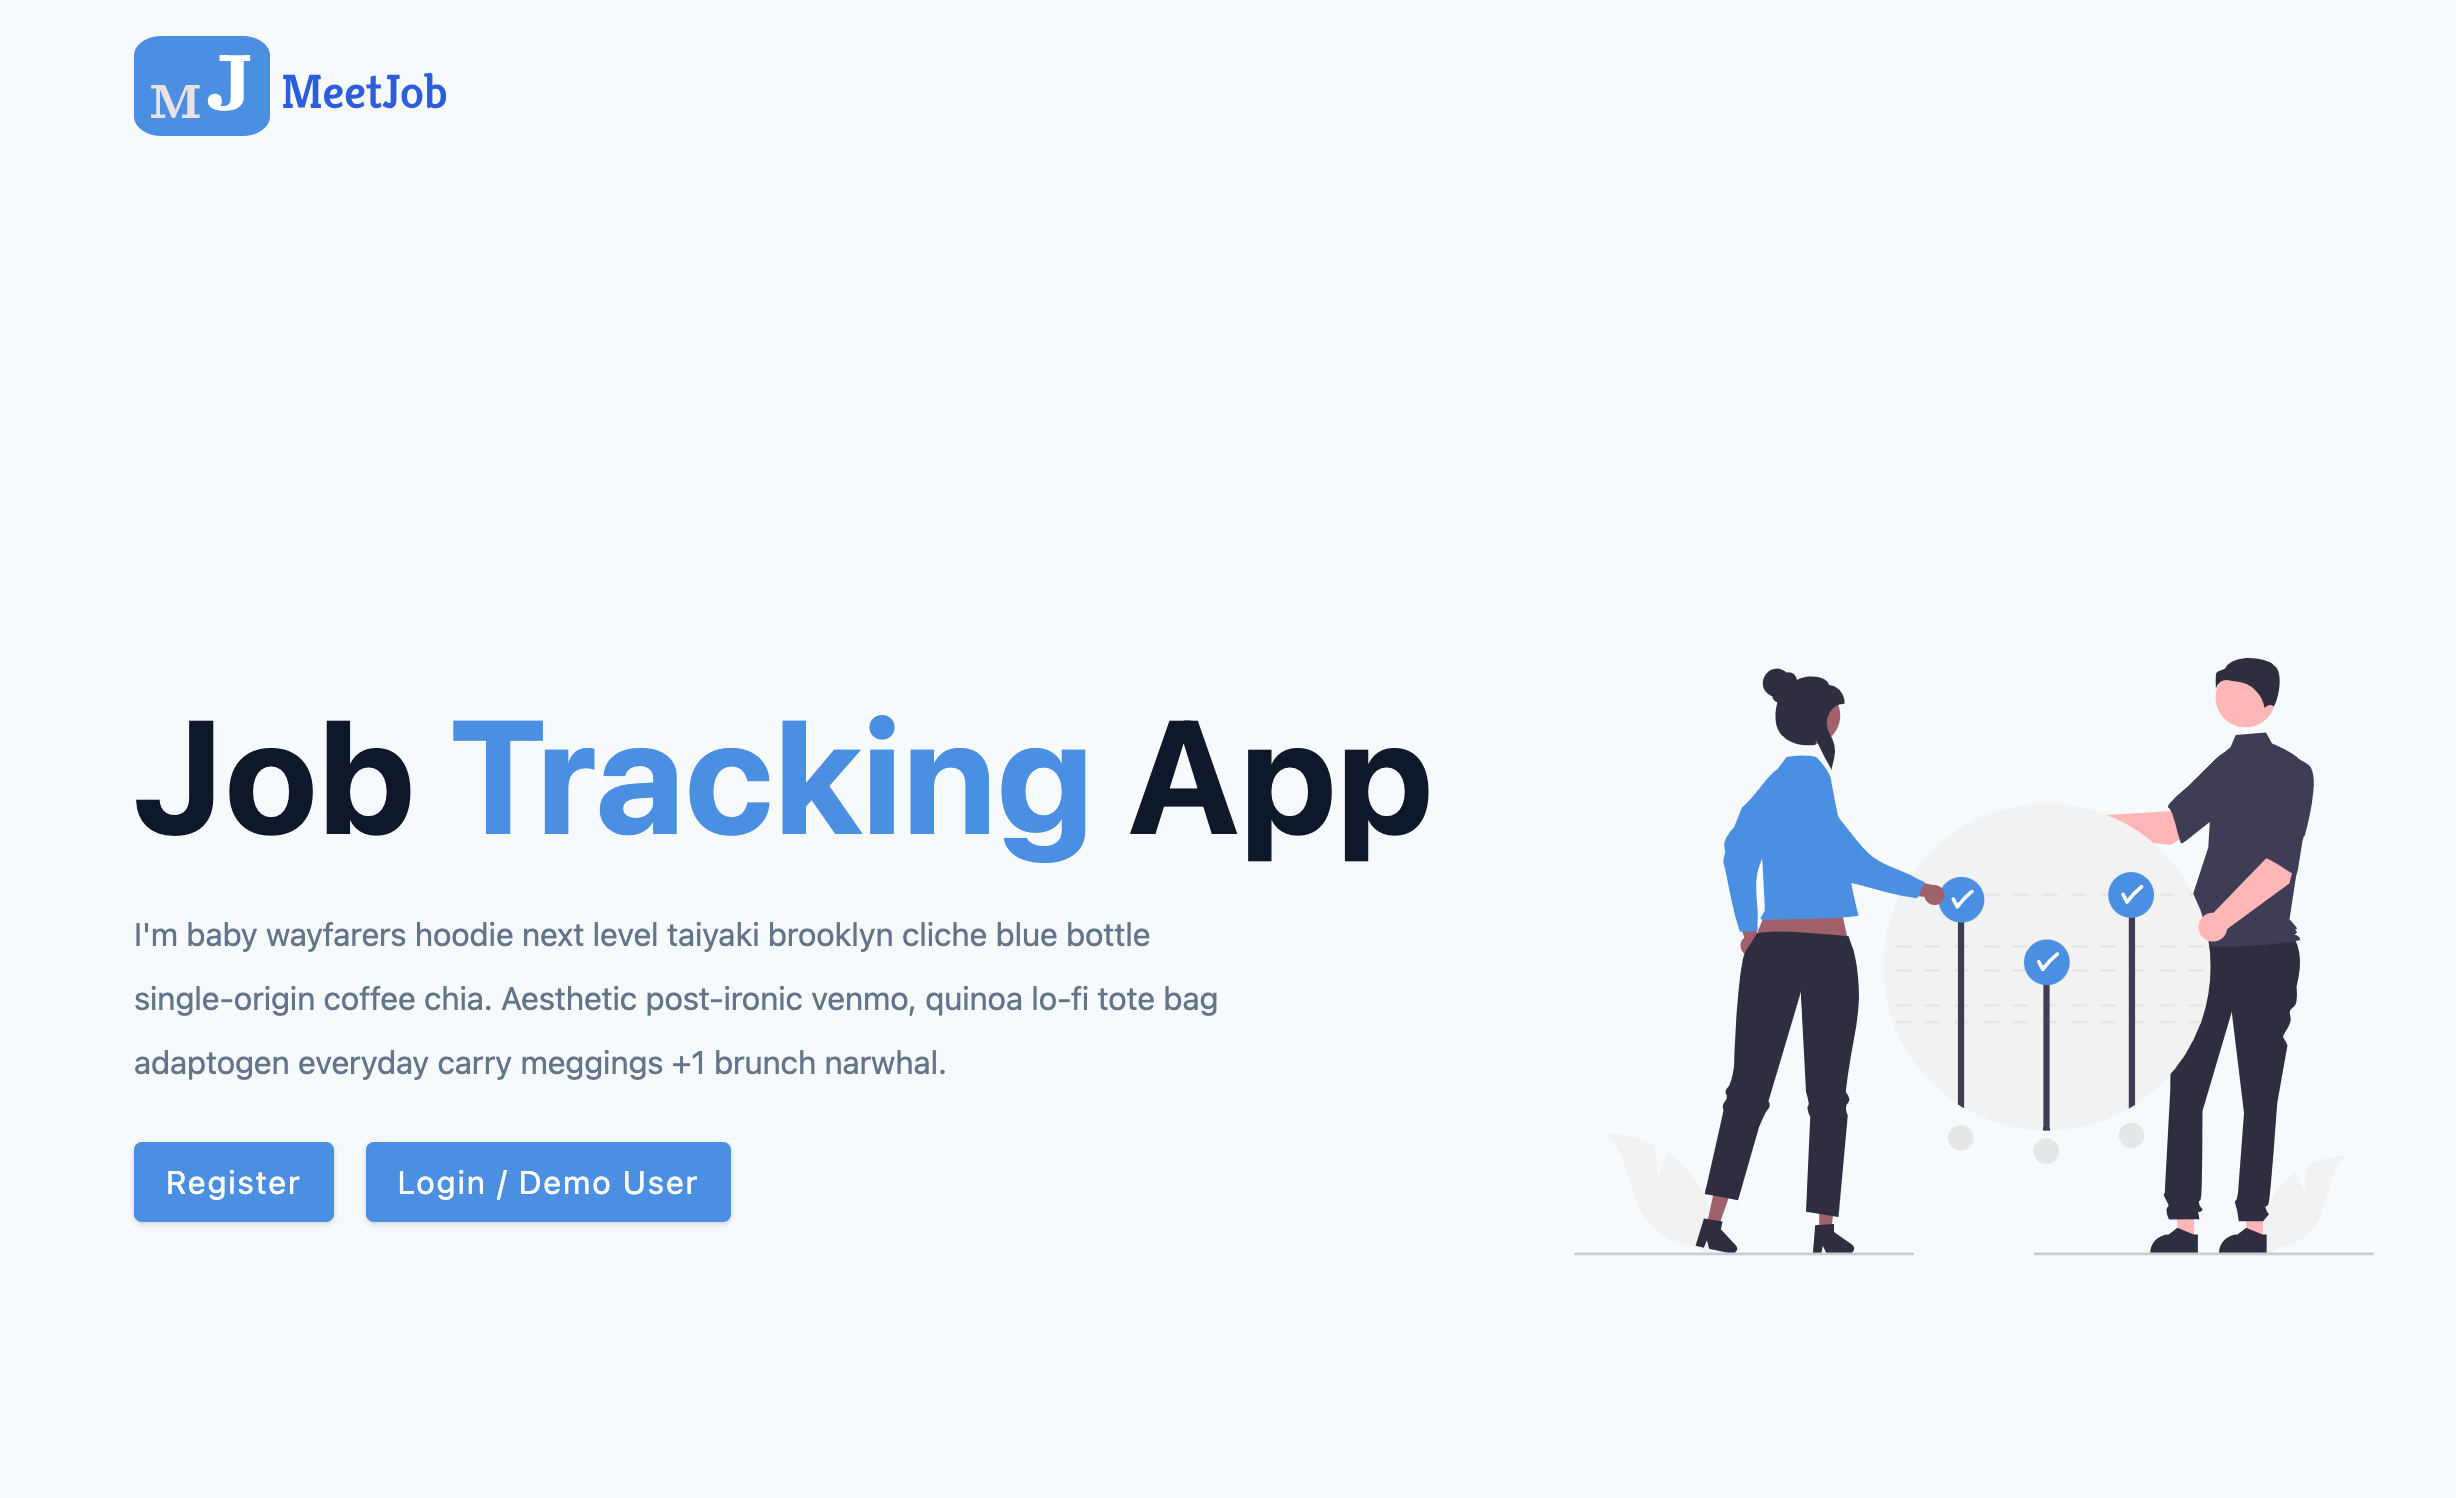 M J MeetJob
Job Tracking App
I'm baby wayfarers hoodie next level taiyaki brooklyn cliche blue bottle
single-origin coffee chia. Aesthetic post-ironic venmo, quinoa lo-fi tote bag
adaptogen everyday carry meggings +1 brunch narwhal.
Register
Login / Demo User